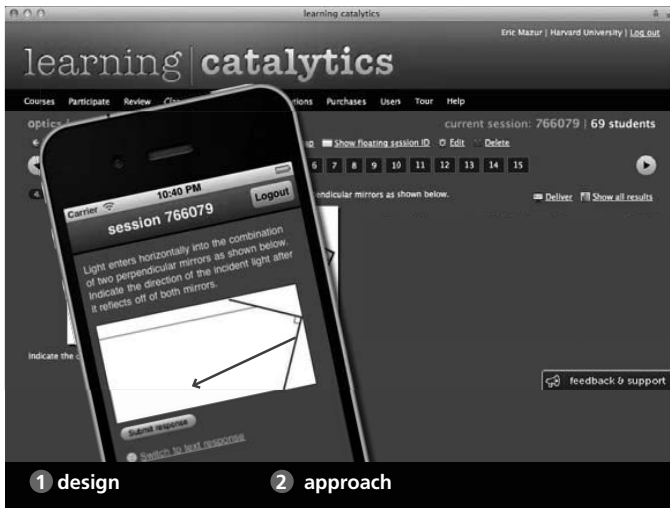 learning catalytics
Eric Mazur | Harvard University | Log out
learning | catalytics
Courses Participate Review Purchases Users Tour Help
current session: 766079 | 69 students
Show floating session ID Edit Delete
6 7 8 9 10 11 12 13 14 15
perpendicular mirrors as shown below.
Deliver Show all results
Carrier 10:40 PM
session 766079 Logout
Light enters horizontally into the combination
of two perpendicular mirrors as shown below.
Indicate the direction of the incident light after
it reflects off of both mirrors.
Submit response
Switch to text response
Indicate the
feedback & support
1 design 2 approach